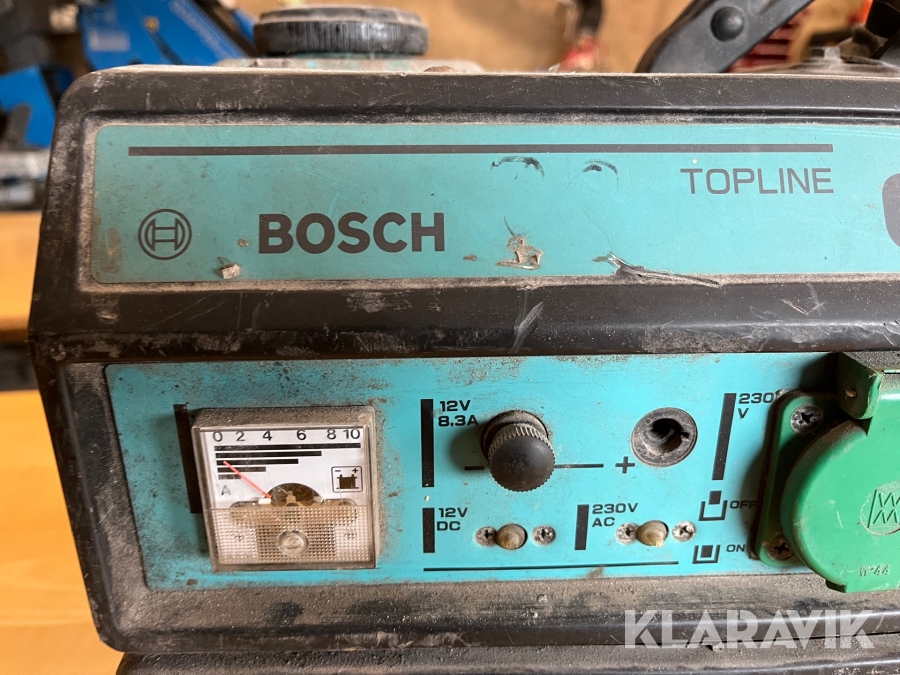 TOPLINE
BOSCH
0 2 4 6 8 10
A
- +
12V
8,3A
- +
230
V
12V
DC
230V
AC
OFF
ON
KLARAVIK